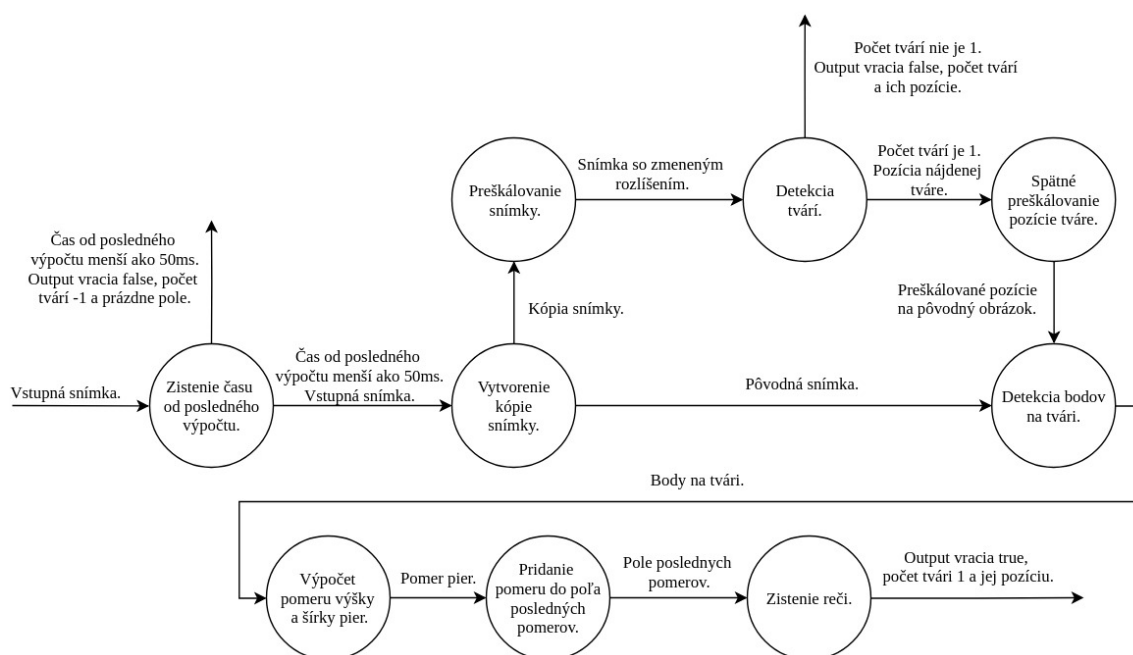 Počet tvárí nie je 1.
Output vracia false, počet tvárí
a ich pozície.
Preškálovanie
snímky.
Snímka so zmeneným
rozlíšením.
Detekcia
tvárí.
Počet tvárí je 1.
Pozícia nájdenej
tváre.
Spätné
preškálovanie
pozície tváre.
Čas od posledného
výpočtu menší ako 50ms.
Output vracia false, počet
tvárí -1 a prázdne pole.
Kópia snímky.
Preškálované pozície
na pôvodný obrázok.
Vstupná snímka.
Zistenie času
od posledného
výpočtu.
Čas od posledného
výpočtu menší ako 50ms.
Vstupná snímka.
Vytvorenie
kópie
snímky.
Pôvodná snímka.
Detekcia bodov
na tvári.
Body na tvári.
Výpočet
pomeru výšky
a šírky pier.
Pomer pier.
Pridanie
pomeru do poľa
posledných
pomerov.
Pole poslednych
pomerov.
Zistenie reči.
Output vracia true,
počet tvári 1 a jej pozíciu.